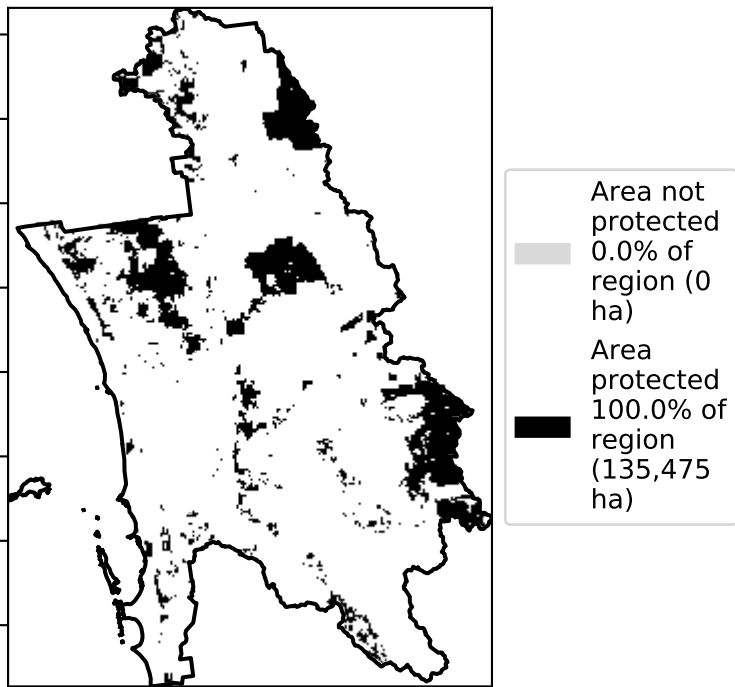 Area not
protected
0.0% of
region (0
ha)
Area
protected
100.0% of
region
(135,475
ha)